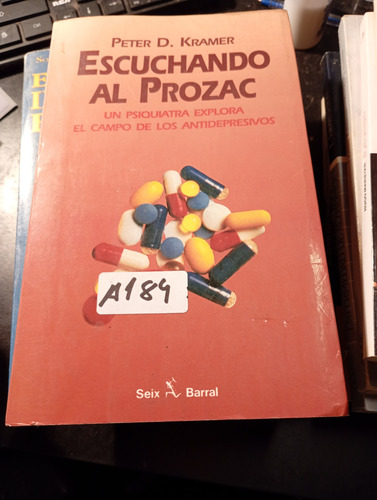 PETER D. KRAMER
ESCUCHANDO
AL PROZAC
UN PSIQUIATRA EXPLORA
EL CAMPO DE LOS ANTIDEPRESIVOS
A184
Seix Barral